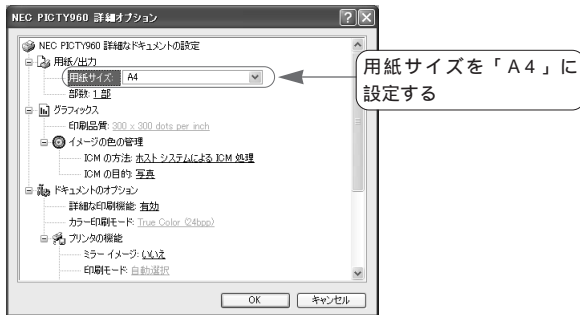 NEC PICTY960 詳細オプション
NEC PICTY960 詳細なドキュメントの設定
用紙/出力
用紙サイズ: A4
部数: 1 部
グラフィックス
印刷品質: 300 x 300 dots per inch
イメージの色の管理
ICM の方法: ホスト システムによる ICM 処理
ICM の目的: 写真
ドキュメントのオプション
詳細な印刷機能: 有効
カラー印刷モード: True Color (24bpp)
プリンタの機能
ミラー イメージ: いいえ
印刷モード: 自動選択
OK キャンセル
用紙サイズを「A4」に
設定する